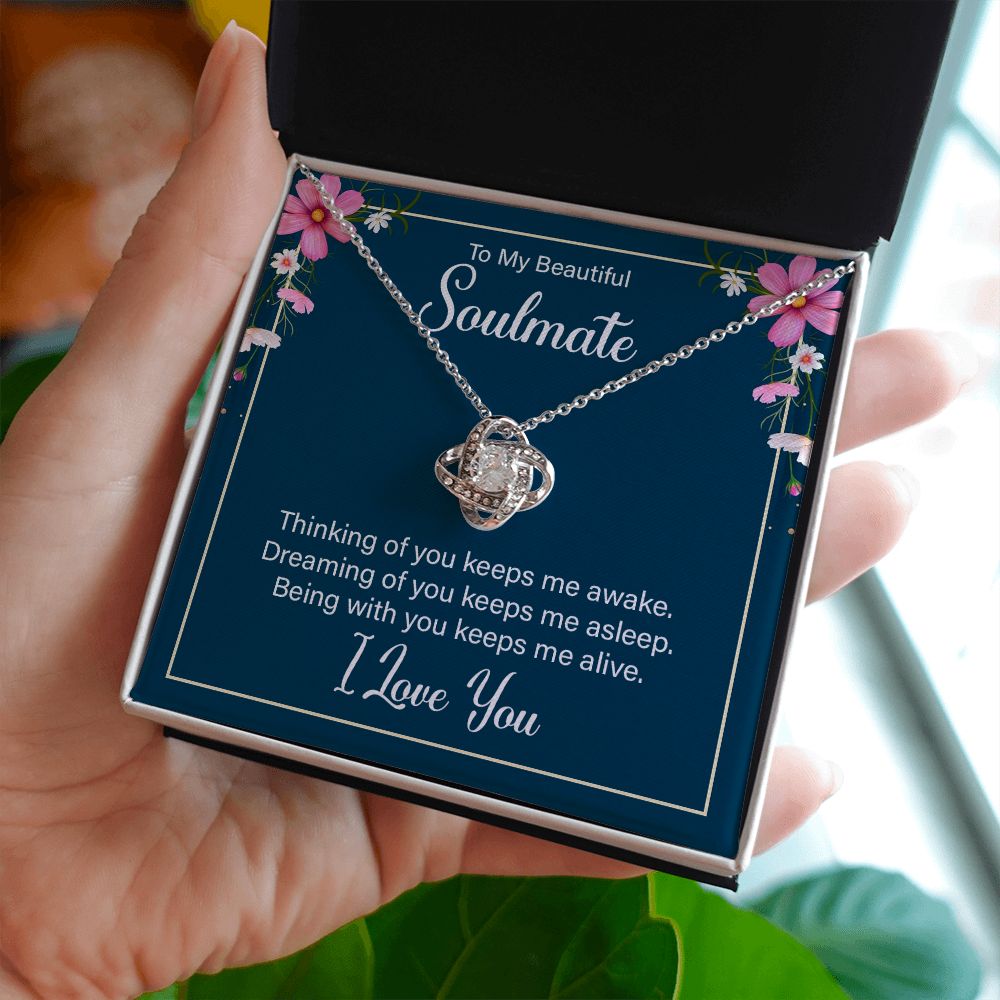 To My Beautiful
Soulmate
Thinking of you keeps me awake.
Dreaming of you keeps me asleep.
Being with you keeps me alive.
I Love You